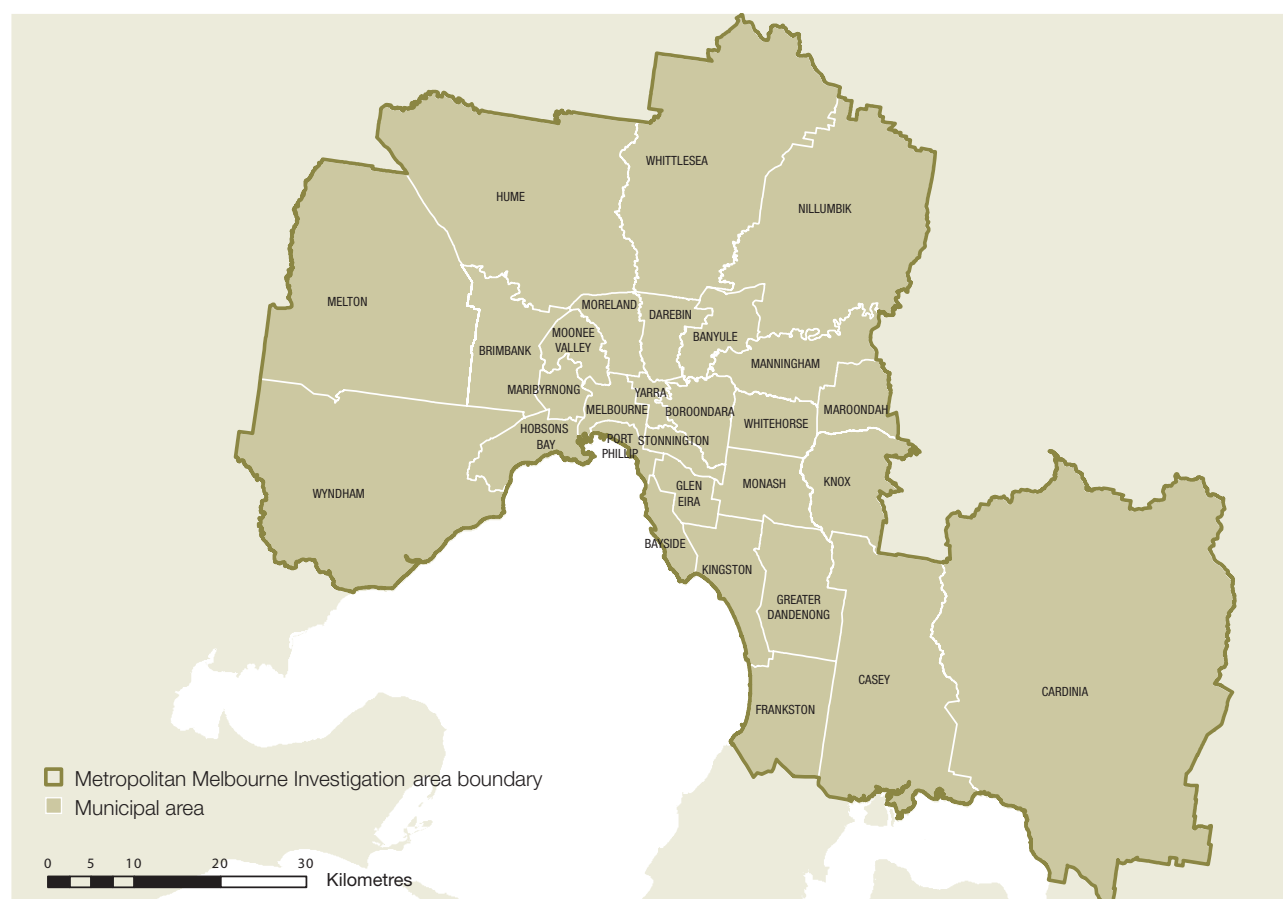 WHITTLESEA
HUME
NILLUMBIK
MELTON
MORELAND
DAREBIN
MOONEE
VALLEY
BANYULE
BRIMBANK
MANNINGHAM
MARIBYRNONG
YARRA
MELBOURNE
BOROONDARA
MAROONDAH
WHITEHORSE
HOBSONS
BAY
PORT
PHILLIP
STONNINGTON
WYNDHAM
GLEN
EIRA
MONASH
KNOX
BAYSIDE
KINGSTON
GREATER
DANDENONG
CASEY
CARDINIA
FRANKSTON
Metropolitan Melbourne Investigation area boundary
Municipal area
0 5 10 20 30
Kilometres